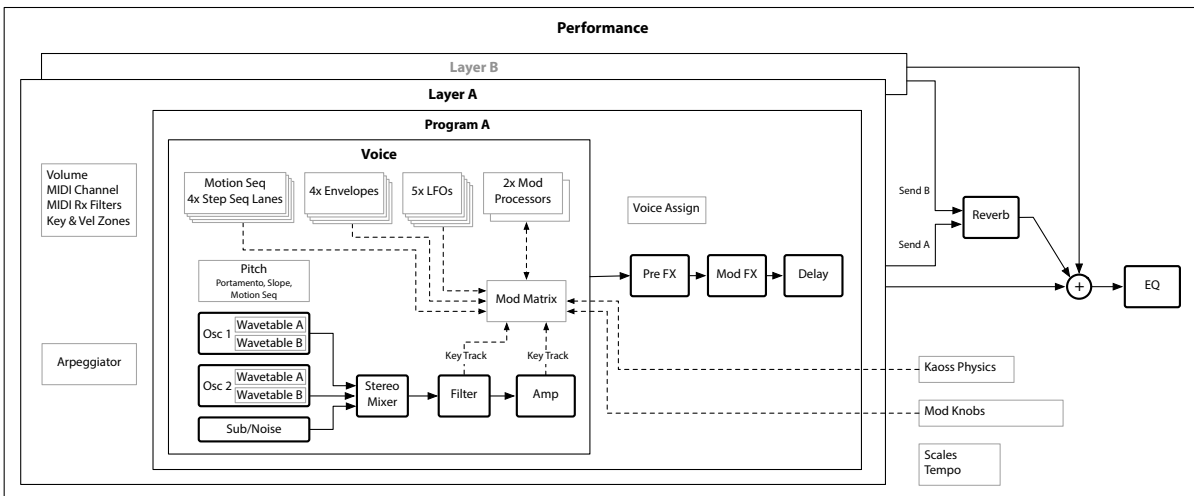 Performance
Layer B
Layer A
Program A
Voice
Volume
MIDI Channel
MIDI Rx Filters
Key & Vel Zones
Motion Seq
4x Step Seq Lanes
4x Envelopes
5x LFOs
2x Mod
Processors
Voice Assign
Send B
Reverb
Send A
Pitch
Portamento, Slope,
Motion Seq
Mod Matrix
Pre FX
Mod FX
Delay
+
EQ
Osc 1
Wavetable A
Wavetable B
Arpeggiator
Key Track
Key Track
Kaoss Physics
Osc 2
Wavetable A
Wavetable B
Stereo
Mixer
Filter
Amp
Mod Knobs
Sub/Noise
Scales
Tempo